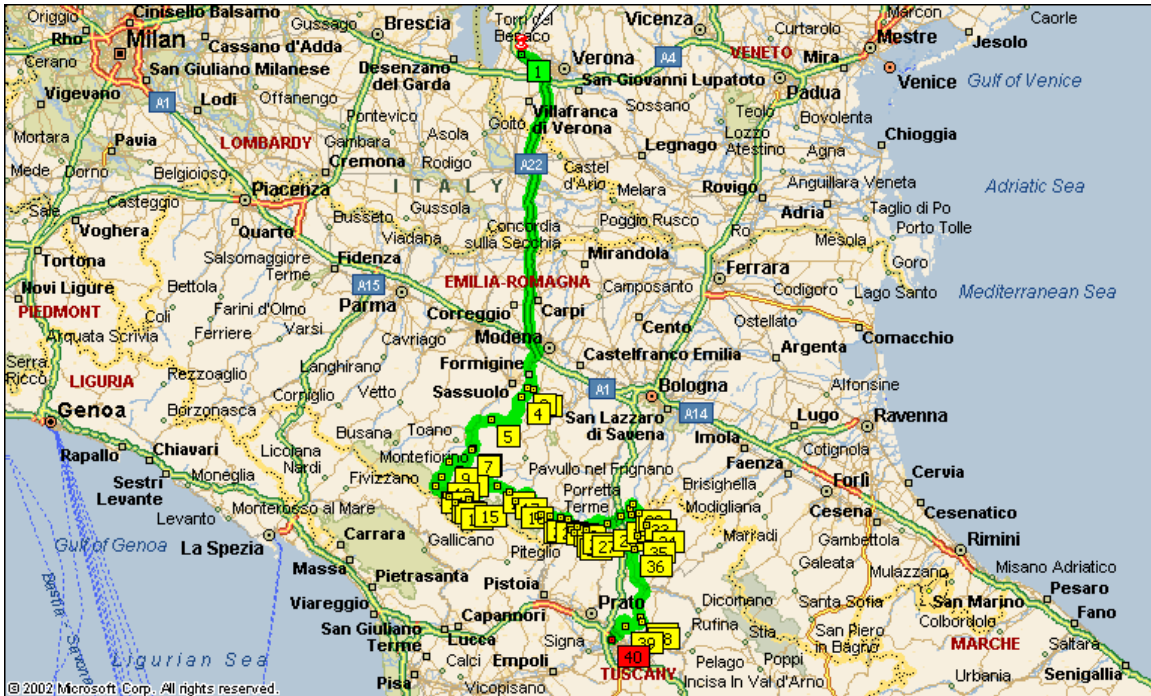 Origgio
Cinisello Balsamo
Gussago
Brescia
Torri del
Benaco
Vicenza
Curtarolo
Marcon
Caorle
Rho
Milan
Cassano d'Adda
Verona
A4
VENETO
Mira
Mestre
Jesolo
Cerano
San Giuliano Milanese
Desenzano
del Garda
1
San Giovanni Lupatoto
Padua
Venice
Gulf of Venice
Vigevano
A1
Lodi
Offanengo
Villafranca
di Verona
Sossano
Teolo
Bovolenta
Mortara
Pavia
Pontevico
Asola
Goito
Lozzo
Atestino
Agna
Chioggia
LOMBARDY
Gambara
Legnago
Mede
Dorno
Belgioioso
Cremona
Rodigo
A22
Castel
d'Ario
Melara
Rovigo
Anguillara Veneta
Adriatic Sea
Casteggio
Piacenza
ITALY
Sale
Voghera
Quarto
Busseto
Gussola
Viadana
Concordia
sulla Secchia
Poggio Rusco
Adria
Taglio di Po
Porto Tolle
Ro
Mesola
Tortona
Salsomaggiore
Terme
Fidenza
Mirandola
Goro
Novi Ligure
Bettola
A15
EMILIA-ROMAGNA
Ferrara
Camposanto
Codigoro
Lago Santo
Mediterranean Sea
PIEDMONT
Coli
Farini d'Olmo
Parma
Correggio
Carpi
Arquata Scrivia
Ferriere
Varsi
Cento
Ostellato
Comacchio
Cavriago
Modena
Serra
Riccò
Rezzoaglio
Langhirano
Formigine
Castelfranco Emilia
Argenta
LIGURIA
Corniglio
Vetto
Sassuolo
A1
Bologna
Alfonsine
Genoa
Borzonasca
4
San Lazzaro
di Savena
A14
Lugo
Ravenna
Busana
Toano
5
Imola
Cotignola
Rapallo
Chiavari
Licciana
Nardi
Montefiorino
7
Pavullo nel Frignano
Faenza
Sestri
Levante
Moneglia
Fivizzano
9
Porretta
Terme
Brisighella
Forlì
Cervia
Monterosso al Mare
15
Modigliana
Cesena
Cesenatico
Levanto
Gallicano
Marradi
Gambettola
Gulf of Genoa
La Spezia
Carrara
Piteglio
27
35
Rimini
Massa
36
Galeata
Mulazzano
Misano Adriatico
Pietrasanta
Pistoia
Bastia
Savona
Viareggio
Prato
Dicomano
Santa Sofia
San Marino
Pesaro
Capannori
Rufina
Colbordolo
Fano
San Giuliano
Terme
Lucca
Signa
39
Stia
San Piero
in Bagno
MARCHE
Saltara
Ligurian Sea
Calci
Empoli
40
Pelago
Poppi
TUSCANY
Pisa
Vicopisano
Incisa In Val d'Arno
Urbania
Senigallia
© 2002 Microsoft Corp. All rights reserved.